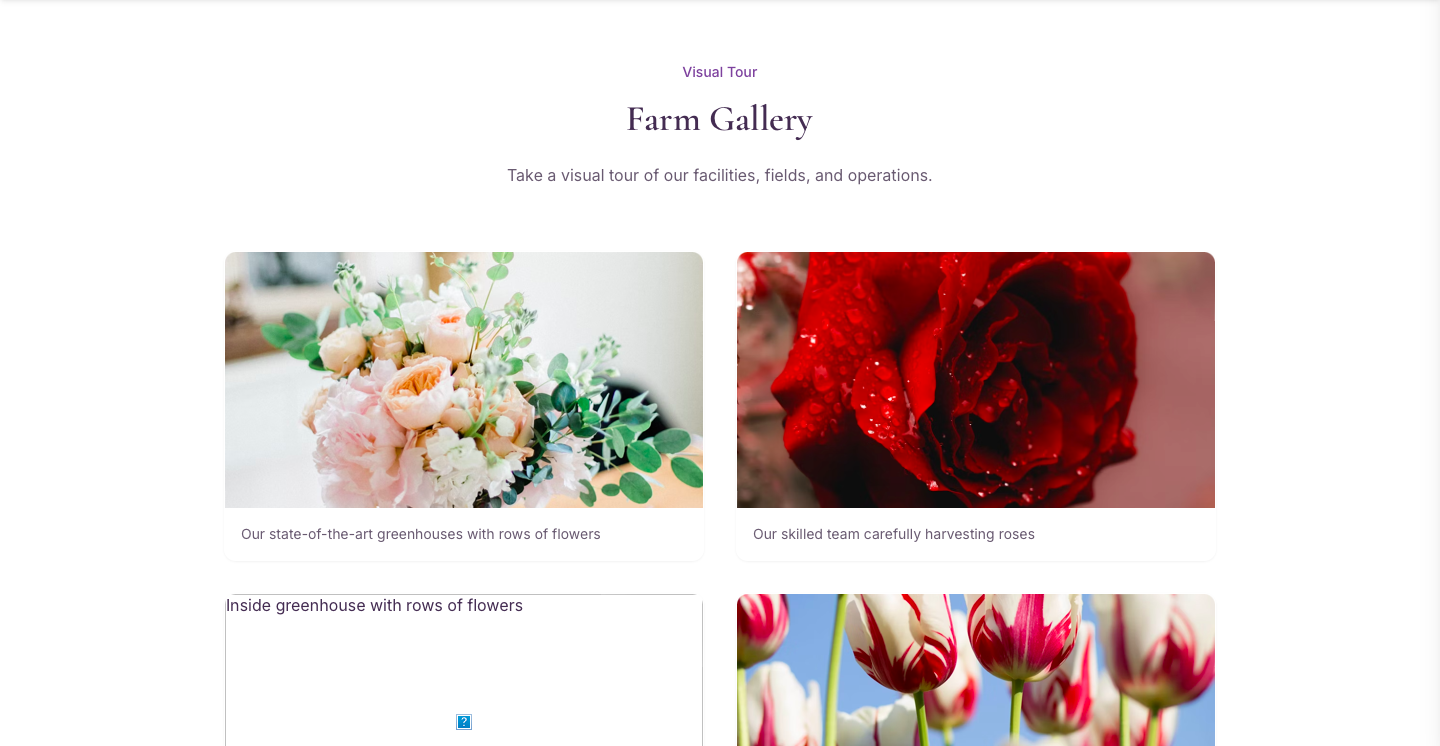 Visual Tour
Farm Gallery
Take a visual tour of our facilities, fields, and operations.
Our state-of-the-art greenhouses with rows of flowers
Our skilled team carefully harvesting roses
Inside greenhouse with rows of flowers
?